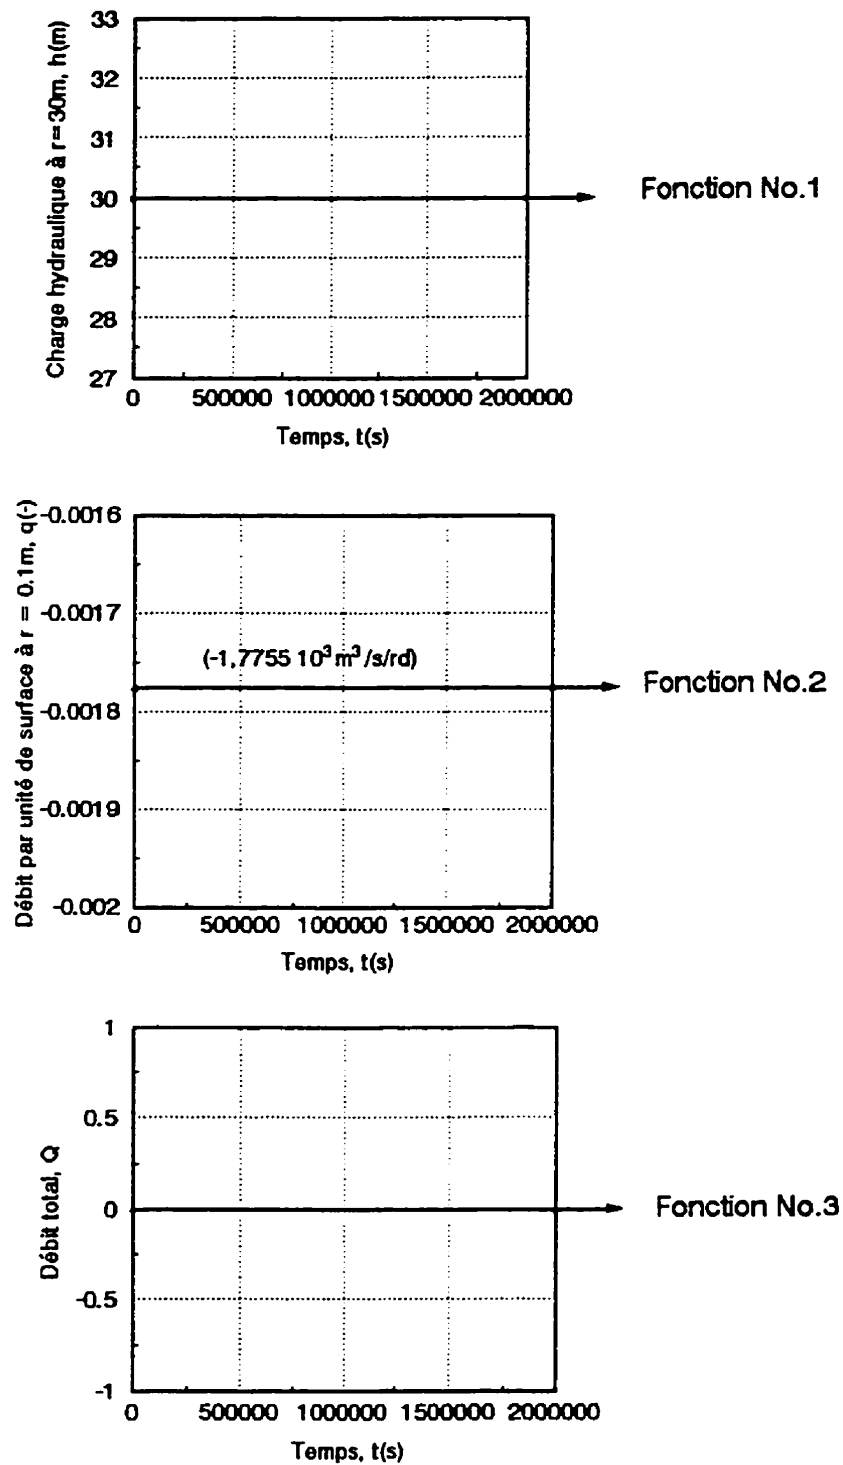 Charge hydraulique à r=30m, h(m)
33
32
31
30
29
28
27
0 500000 1000000 1500000 2000000
Temps, t(s)
Fonction No.1
Débit par unité de surface à r = 0.1m, q(-)
-0.0016
-0.0017
(-1,7755 10³ m³/s/rd)
-0.0018
-0.0019
-0.002
0 500000 1000000 1500000 2000000
Temps, t(s)
Fonction No.2
Débit total, Q
1
0.5
0
-0.5
-1
0 500000 1000000 1500000 2000000
Temps, t(s)
Fonction No.3